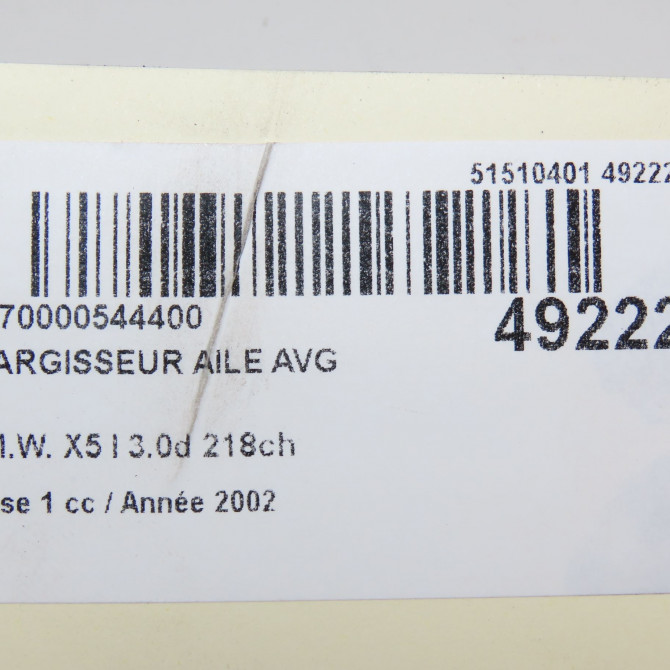 51510401 49222
70000544400
49222
ARGISSEUR AILE AVG
.W. X5 I 3.0d 218ch
se 1 cc / Année 2002